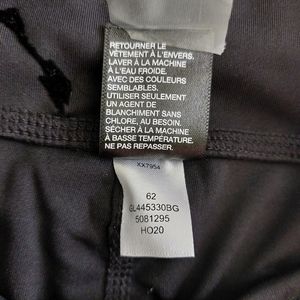 RETOURNER LE
VÊTEMENT À L'ENVERS.
LAVER À LA MACHINE
À L'EAU FROIDE.
AVEC DES COULEURS
SEMBLABLES.
UTILISER SEULEMENT
UN AGENT DE
BLANCHIMENT SANS
CHLORE, AU BESOIN.
SÉCHER À LA MACHINE
À BASSE TEMPÉRATURE.
NE PAS REPASSER.
XX7954
62
GL445330BG
5081295
HO20